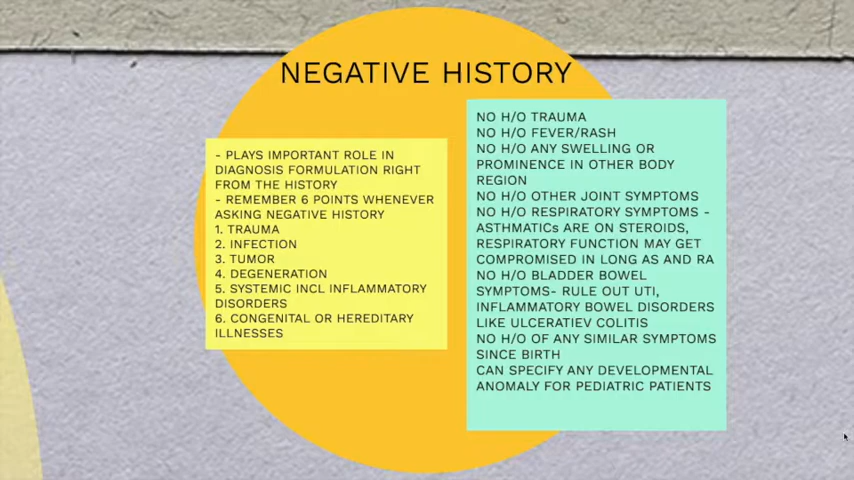 NEGATIVE HISTORY
- PLAYS IMPORTANT ROLE IN
DIAGNOSIS FORMULATION RIGHT
FROM THE HISTORY
- REMEMBER 6 POINTS WHENEVER
ASKING NEGATIVE HISTORY
1. TRAUMA
2. INFECTION
3. TUMOR
4. DEGENERATION
5. SYSTEMIC INCL INFLAMMATORY
DISORDERS
6. CONGENITAL OR HEREDITARY
ILLNESSES
NO H/O TRAUMA
NO H/O FEVER/RASH
NO H/O ANY SWELLING OR
PROMINENCE IN OTHER BODY
REGION
NO H/O OTHER JOINT SYMPTOMS
NO H/O RESPIRATORY SYMPTOMS -
ASTHMATICs ARE ON STEROIDS,
RESPIRATORY FUNCTION MAY GET
COMPROMISED IN LONG AS AND RA
NO H/O BLADDER BOWEL
SYMPTOMS- RULE OUT UTI,
INFLAMMATORY BOWEL DISORDERS
LIKE ULCERATIEV COLITIS
NO H/O OF ANY SIMILAR SYMPTOMS
SINCE BIRTH
CAN SPECIFY ANY DEVELOPMENTAL
ANOMALY FOR PEDIATRIC PATIENTS